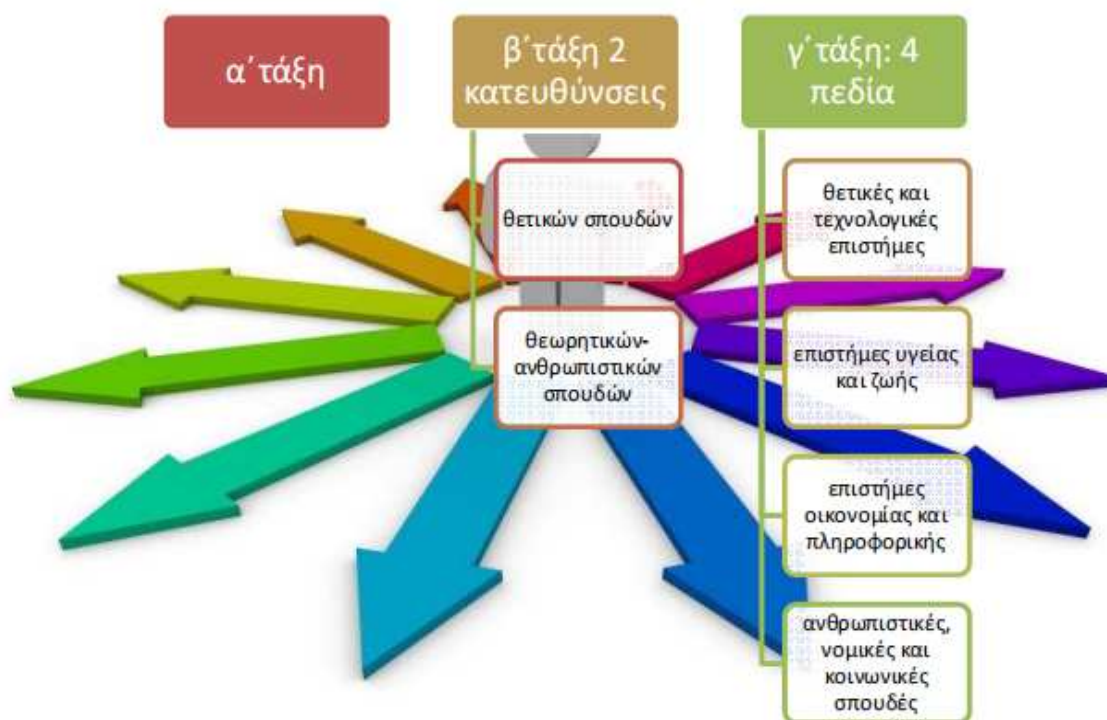 α΄τάξη
β΄τάξη 2
κατευθύνσεις
θετικών σπουδών
θεωρητικών-
ανθρωπιστικών
σπουδών
γ΄τάξη: 4
πεδία
θετικές και
τεχνολογικές
επιστήμες
επιστήμες υγείας
και ζωής
επιστήμες
οικονομίας και
πληροφορικής
ανθρωπιστικές,
νομικές και
κοινωνικές
σπουδές